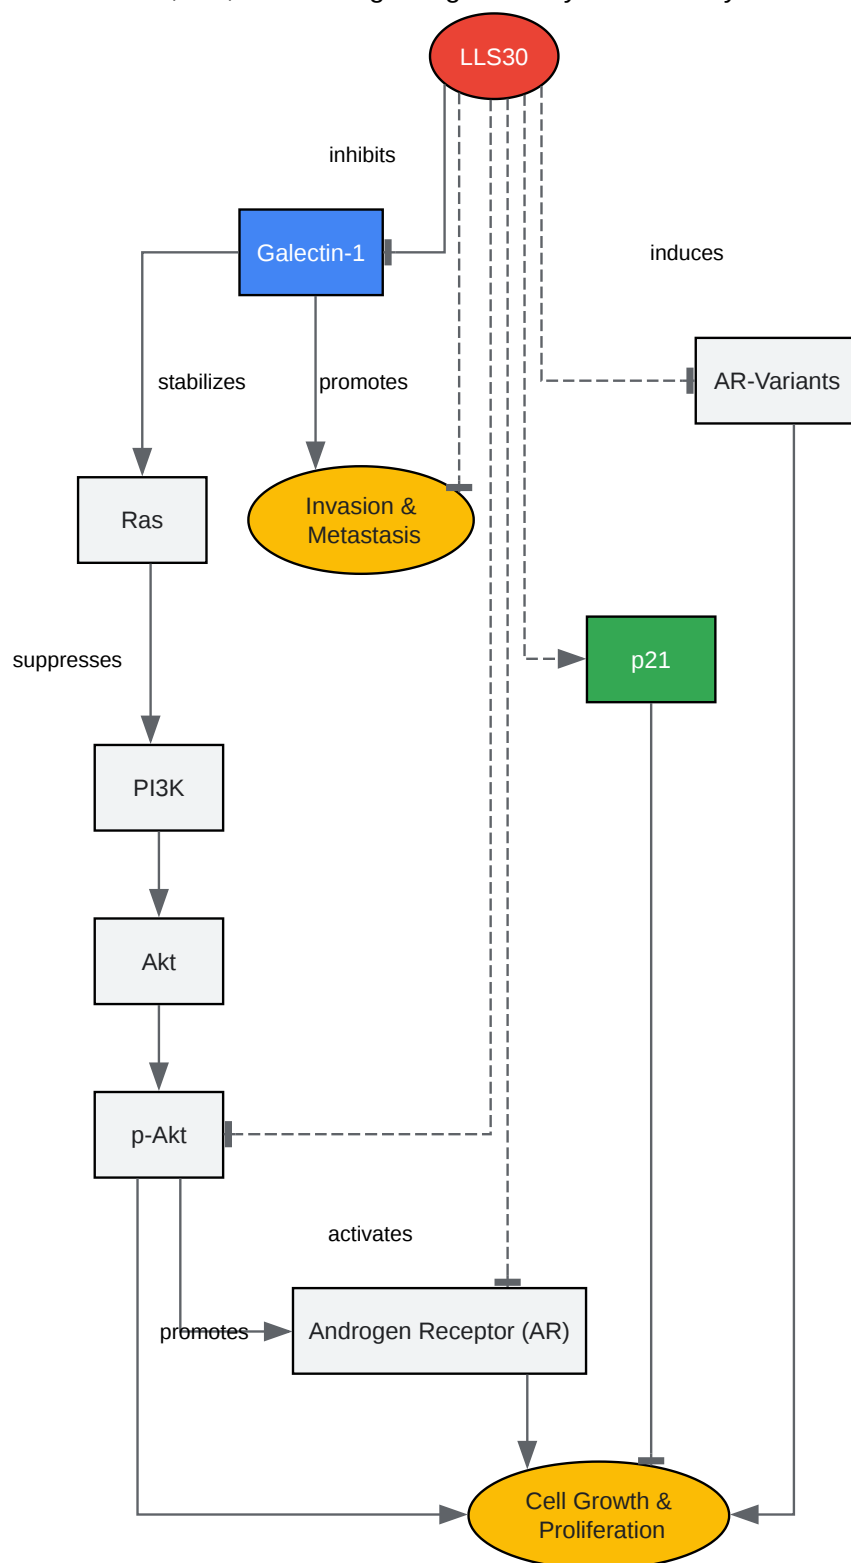 LLS30
inhibits
Galectin-1
induces
stabilizes
promotes
AR-Variants
Invasion &
Metastasis
Ras
suppresses
p21
PI3K
Akt
p-Akt
activates
promotes
Androgen Receptor (AR)
Cell Growth &
Proliferation